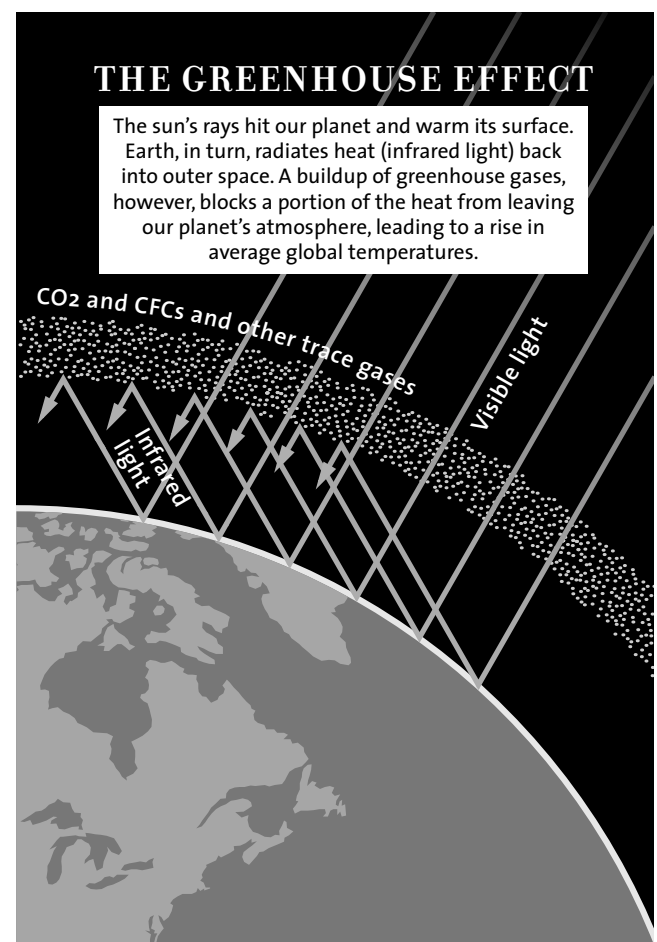 THE GREENHOUSE EFFECT
The sun's rays hit our planet and warm its surface.
Earth, in turn, radiates heat (infrared light) back
into outer space. A buildup of greenhouse gases,
however, blocks a portion of the heat from leaving
our planet's atmosphere, leading to a rise in
average global temperatures.
CO2 and CFCs and other trace gases
Visible light
Infrared
light